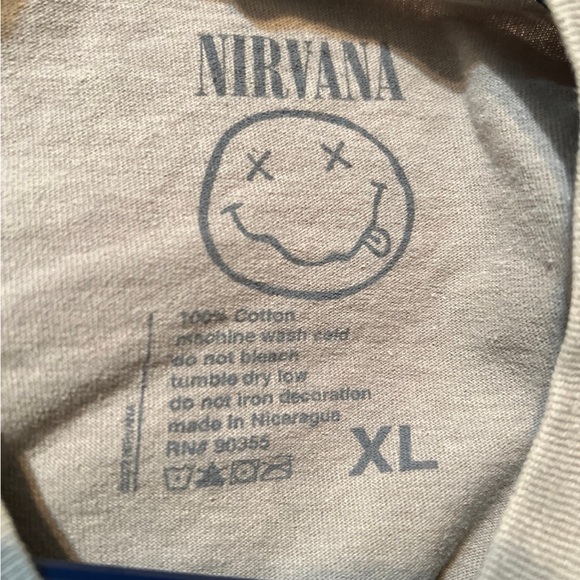 NIRVANA
100% Cotton
machine wash cold
do not bleach
tumble dry low
do not iron decoration
made in Nicaragua
RN# 90355
XL